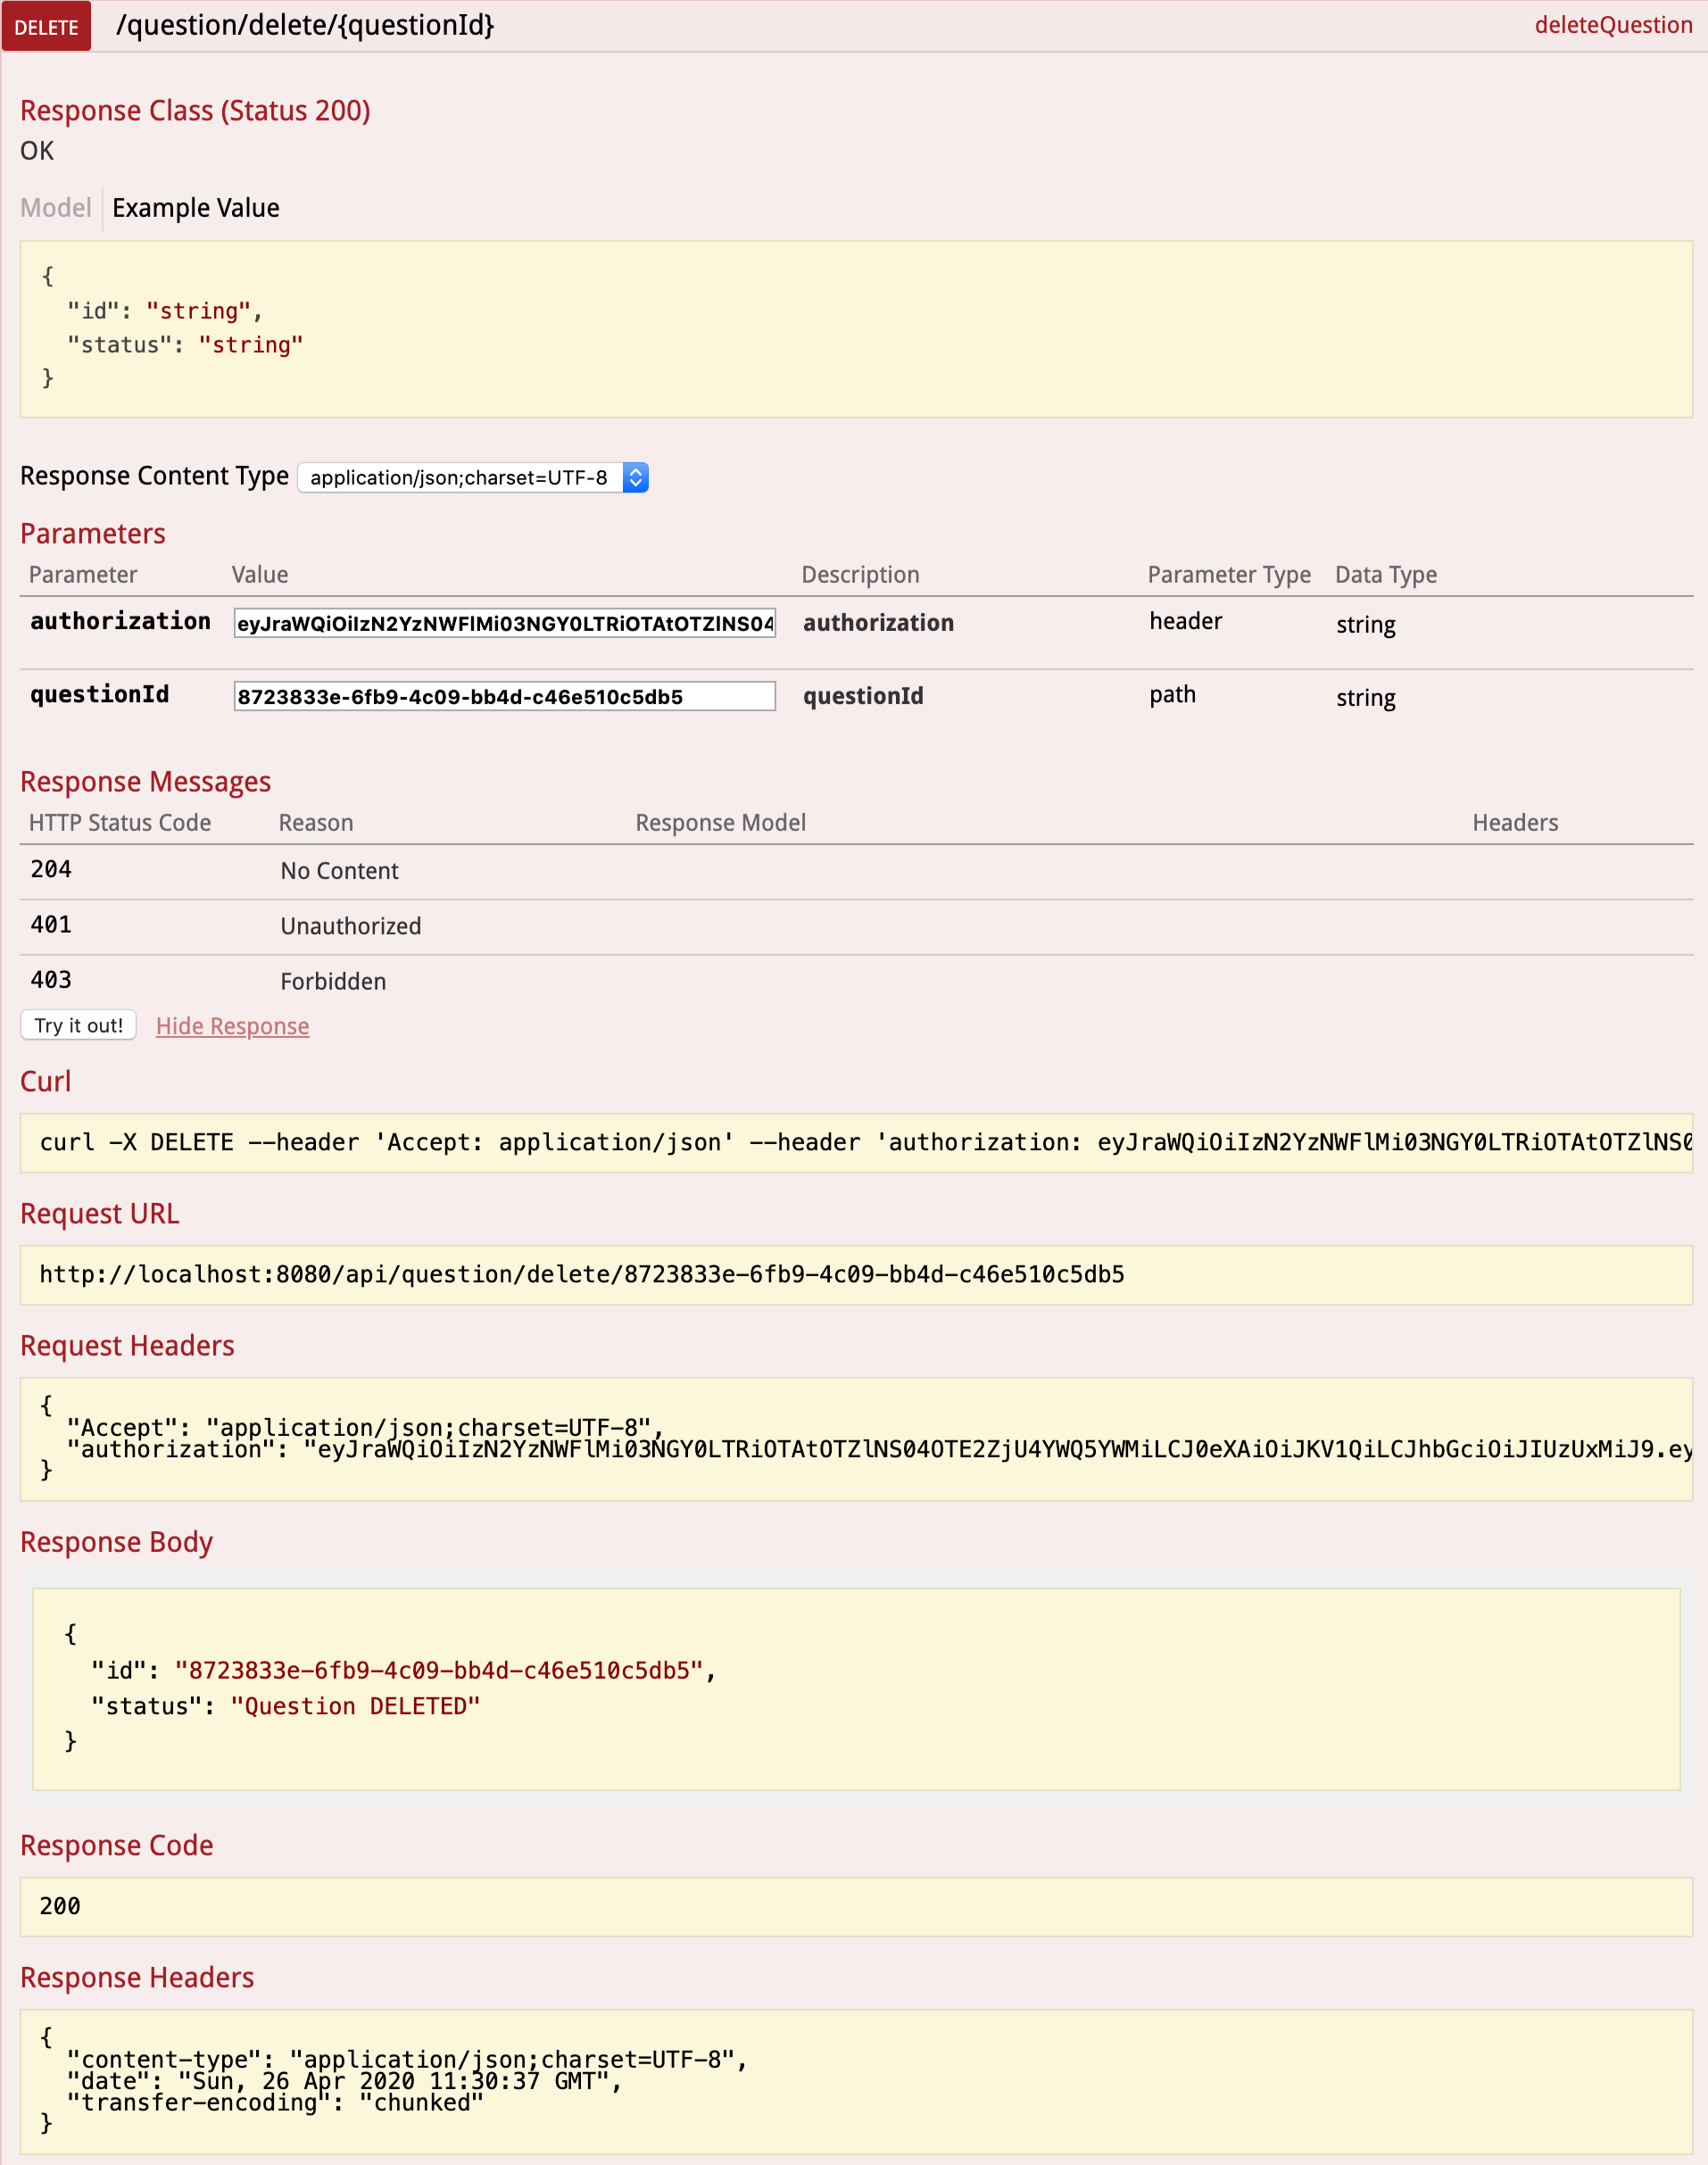 DELETE /question/delete/{questionId} deleteQuestion
Response Class (Status 200)
OK
Model Example Value
{
"id": "string",
"status": "string"
}
Response Content Type application/json;charset=UTF-8
Parameters
Parameter Value Description Parameter Type Data Type
authorization eyJraWQiOiIzN2YzNWFlMi03NGY0LTRiOTAtOTZlNS04 authorization header string
questionId 8723833e-6fb9-4c09-bb4d-c46e510c5db5 questionId path string
Response Messages
HTTP Status Code Reason Response Model Headers
204 No Content
401 Unauthorized
403 Forbidden
Try it out! Hide Response
Curl
curl -X DELETE --header 'Accept: application/json' --header 'authorization: eyJraWQiOiIzN2YzNWFlMi03NGY0LTRiOTAtOTZlNS0
Request URL
http://localhost:8080/api/question/delete/8723833e-6fb9-4c09-bb4d-c46e510c5db5
Request Headers
{
"Accept": "application/json;charset=UTF-8",
"authorization": "eyJraWQiOiIzN2YzNWFlMi03NGY0LTRiOTAtOTZlNS04OTE2ZjU4YWQ5YWMiLCJ0eXAiOiJKV1QiLCJhbGciOiJIUzUxMiJ9.ey
}
Response Body
{
"id": "8723833e-6fb9-4c09-bb4d-c46e510c5db5",
"status": "Question DELETED"
}
Response Code
200
Response Headers
{
"content-type": "application/json;charset=UTF-8",
"date": "Sun, 26 Apr 2020 11:30:37 GMT",
"transfer-encoding": "chunked"
}